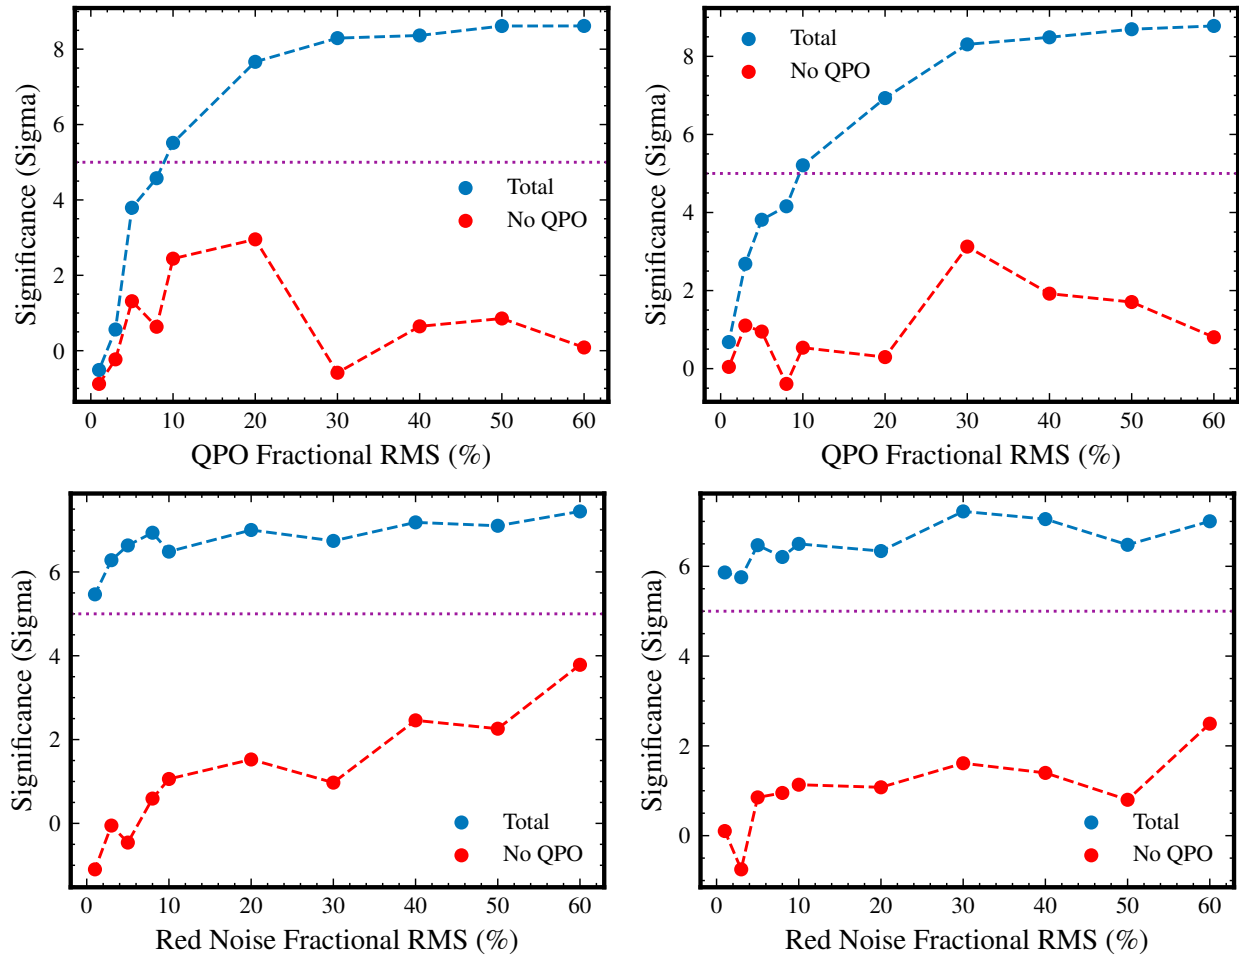 8
6
4
2
0
Significance (Sigma)
Total
No QPO
0 10 20 30 40 50 60
QPO Fractional RMS (%)
8
6
4
2
0
Significance (Sigma)
Total
No QPO
0 10 20 30 40 50 60
QPO Fractional RMS (%)
6
4
2
0
Significance (Sigma)
Total
No QPO
0 10 20 30 40 50 60
Red Noise Fractional RMS (%)
6
4
2
0
Significance (Sigma)
Total
No QPO
0 10 20 30 40 50 60
Red Noise Fractional RMS (%)